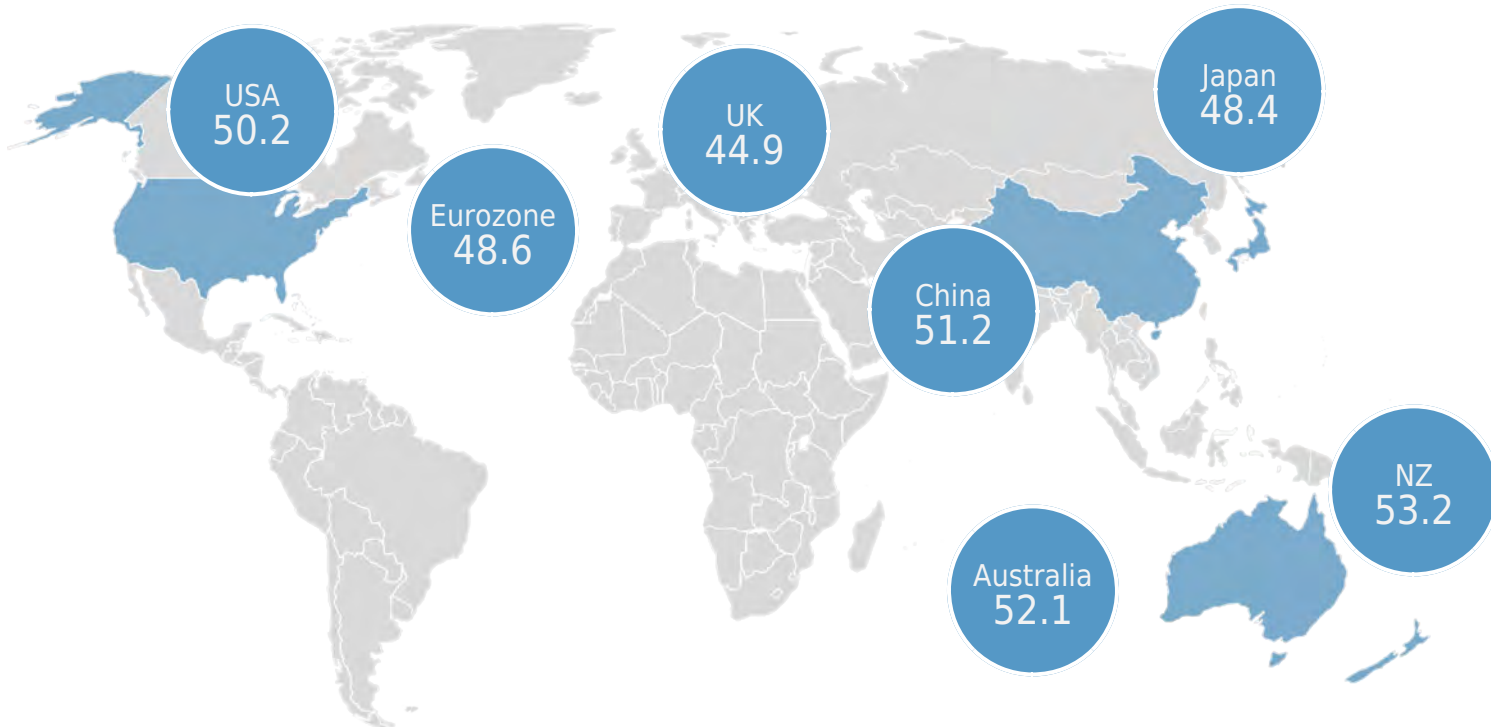 USA
50.2
Eurozone
48.6
UK
44.9
Japan
48.4
China
51.2
NZ
53.2
Australia
52.1